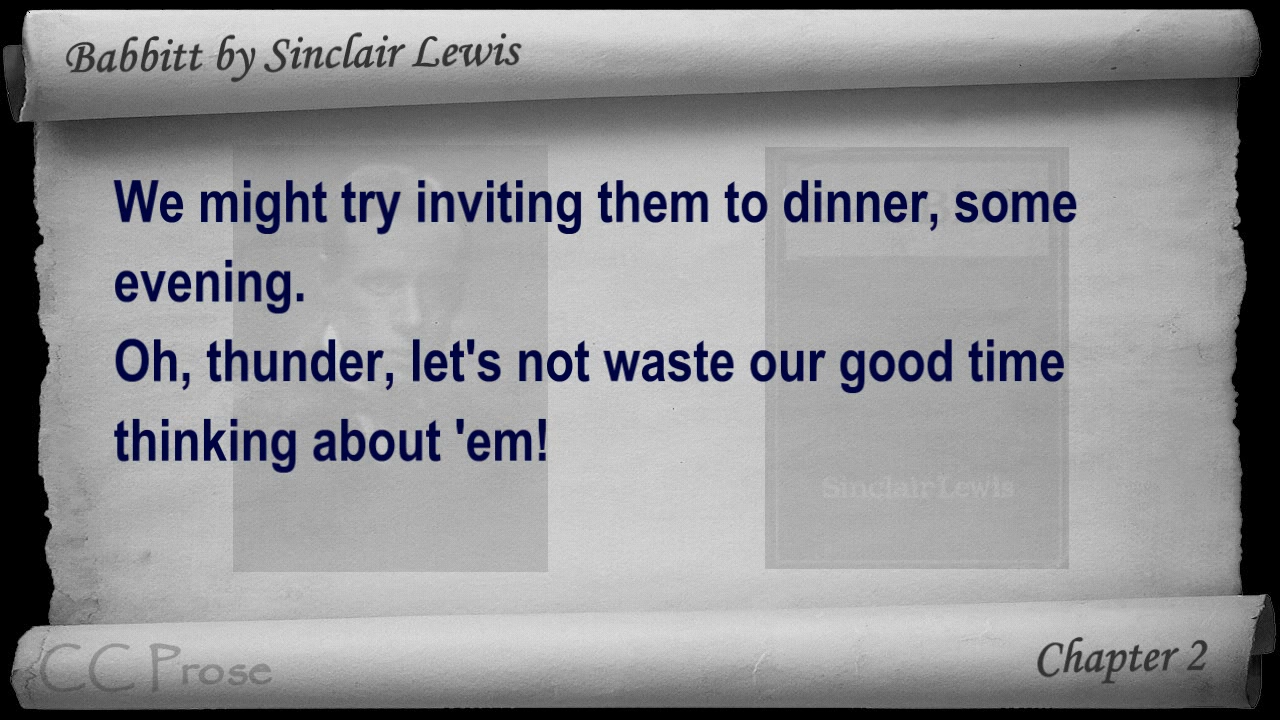 Babbitt by Sinclair Lewis
We might try inviting them to dinner, some
evening.
Oh, thunder, let's not waste our good time
thinking about 'em!
Sinclair Lewis
CC Prose
Chapter 2